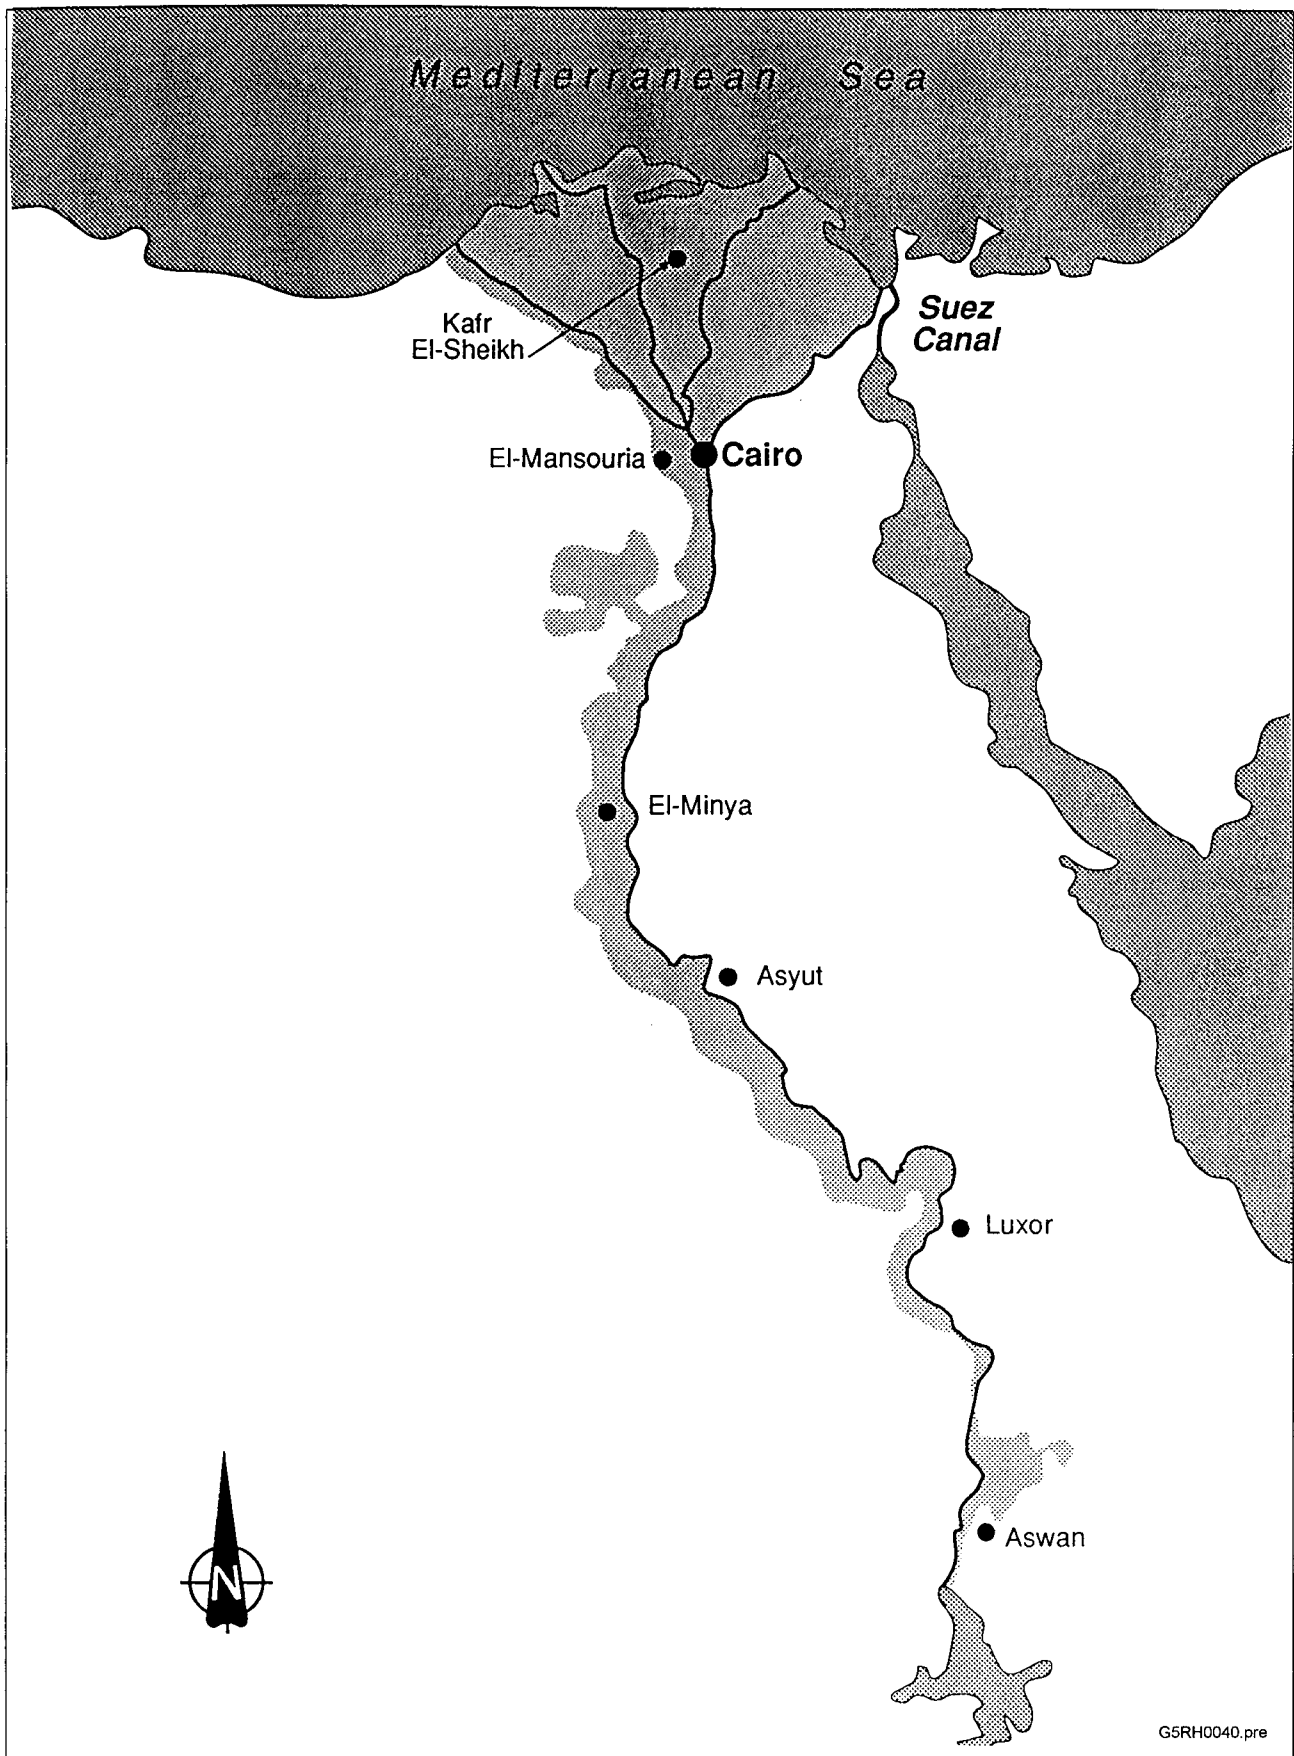 Mediterranean Sea
Kafr
El-Sheikh
Suez
Canal
El-Mansouria
Cairo
El-Minya
Asyut
Luxor
Aswan
N
G5RH0040.pre